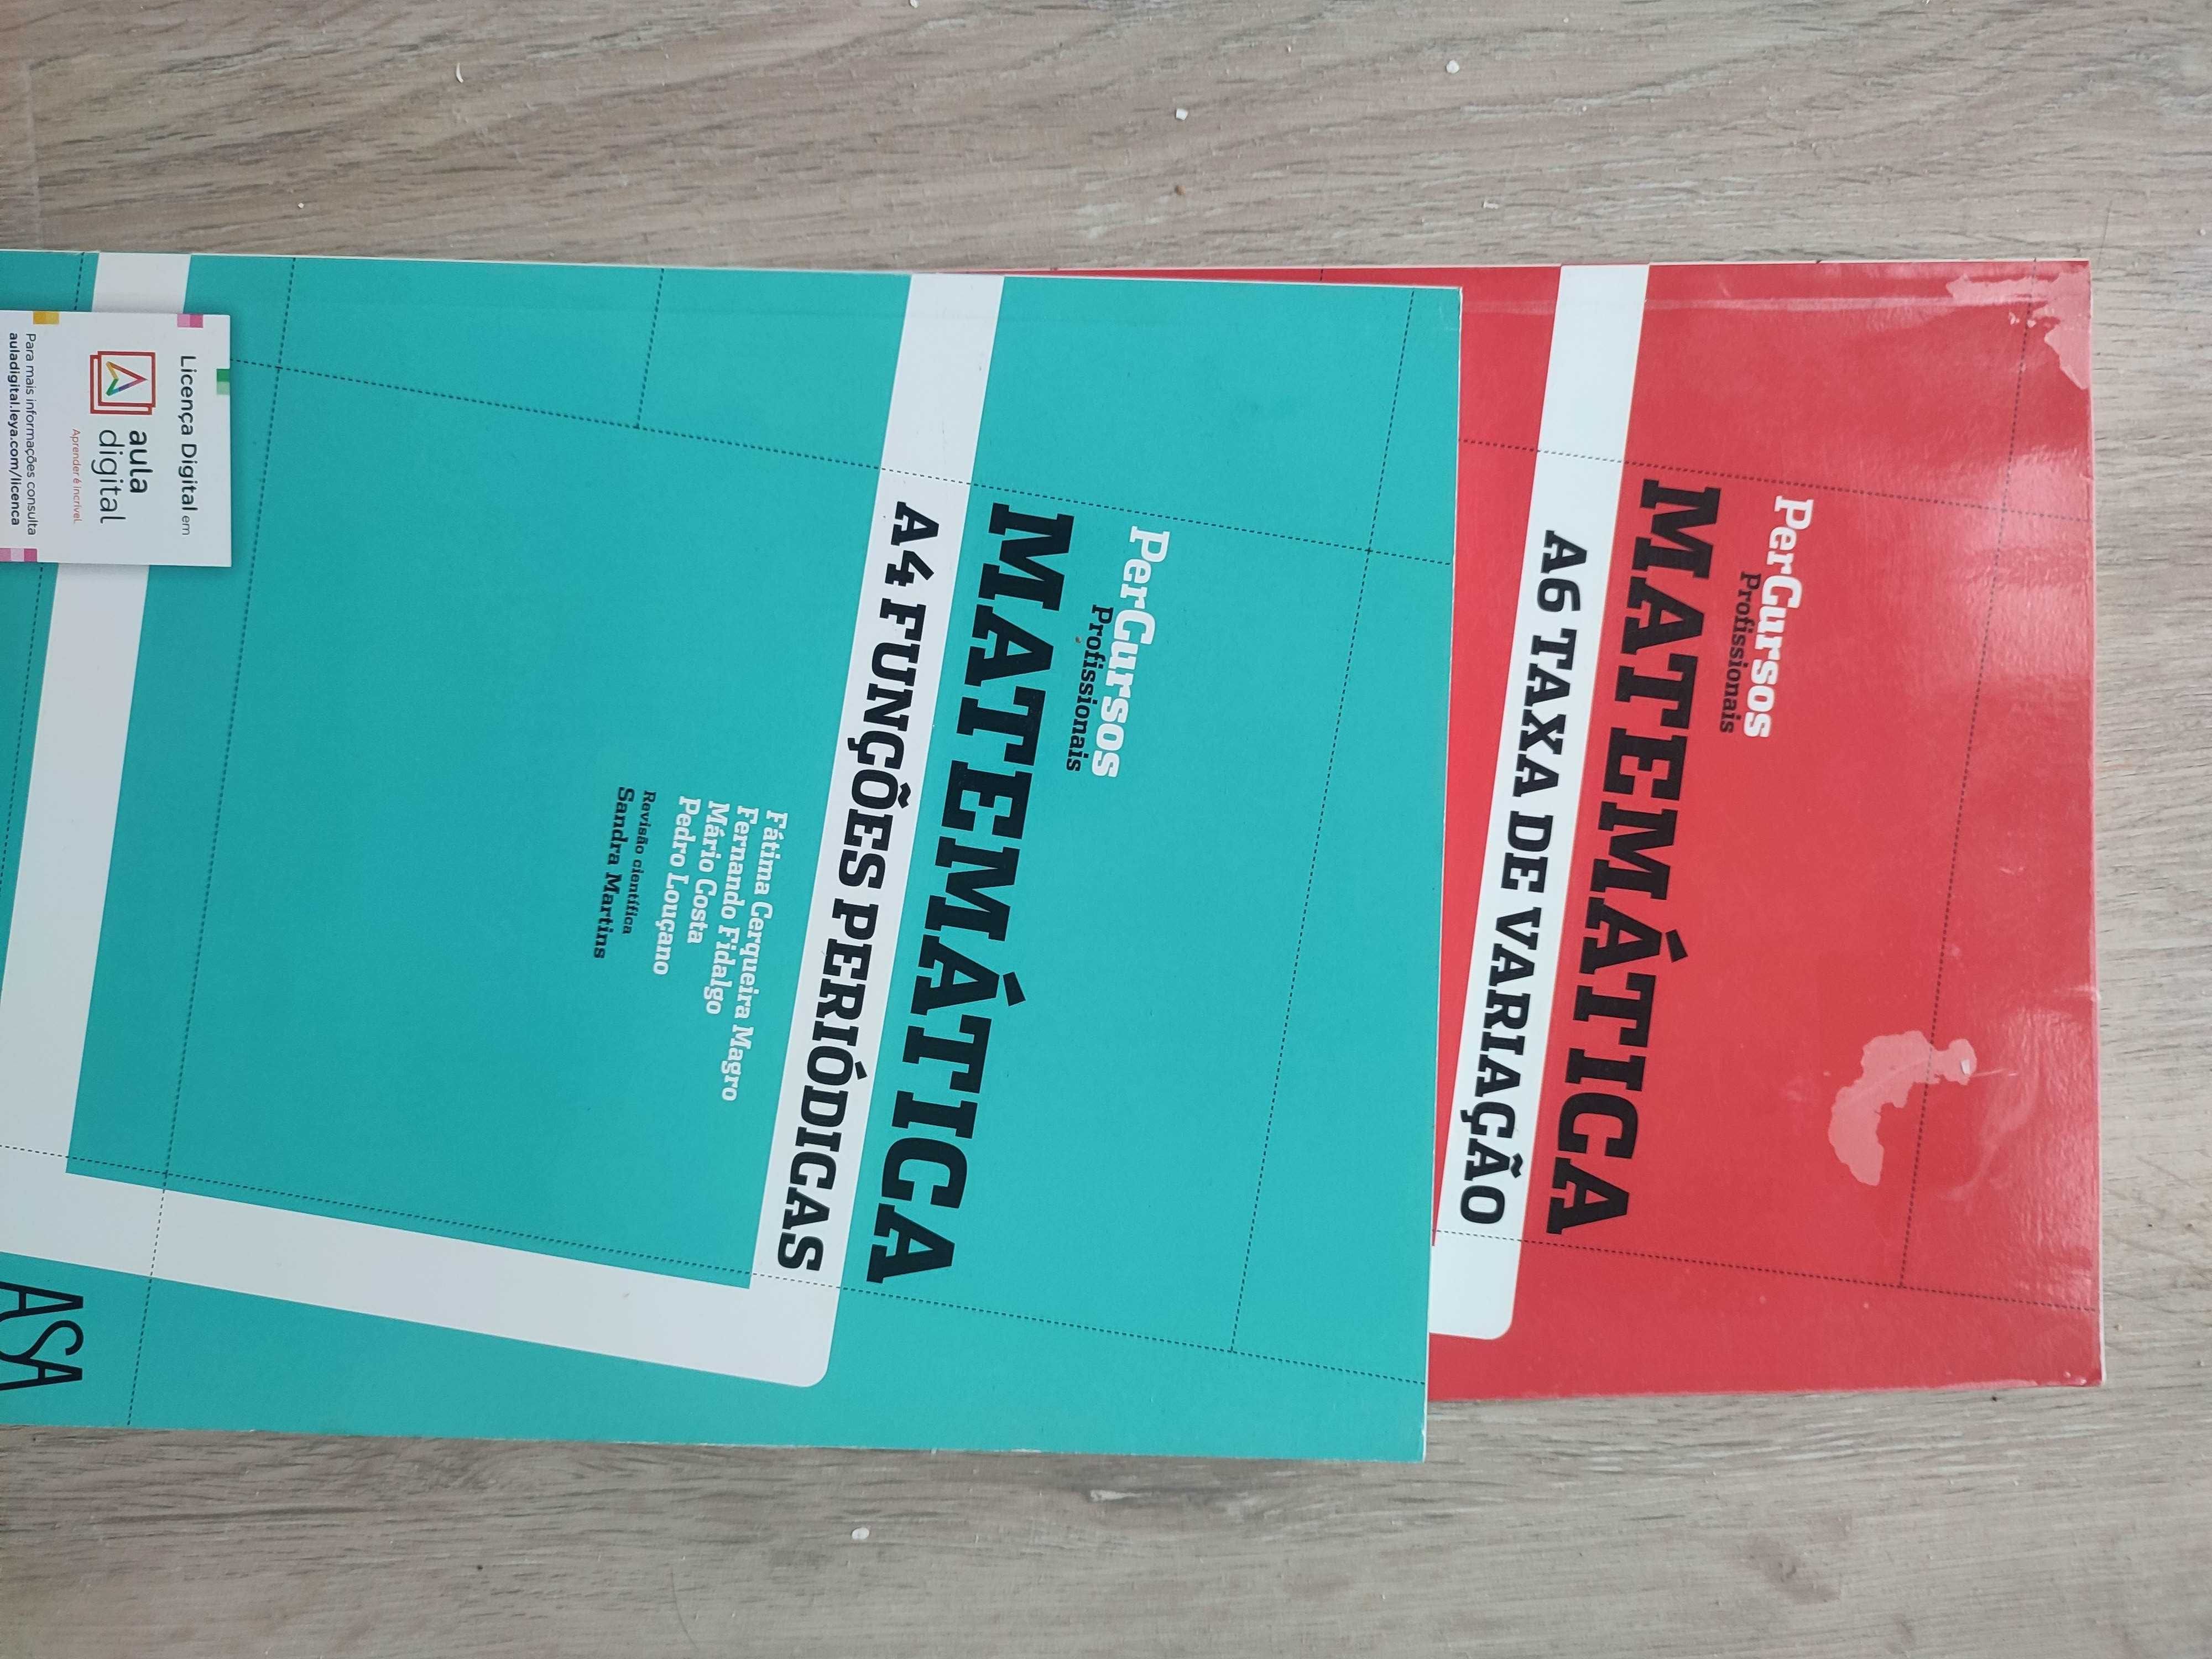 PerCursos
Profissionais
MATEMÁTICA
A6 TAXA DE VARIAÇÃO
PerCursos
Profissionais
MATEMÁTICA
A4 FUNÇÕES PERIÓDICAS
Fátima Cerqueira Magro
Fernando Fidalgo
Mário Costa
Pedro Louçano
Revisão científica
Sandra Martins
Licença Digital em
aula
digital
Aprender é incrível.
Para mais informações consulta
auladigital.leya.com/licenca
ASA